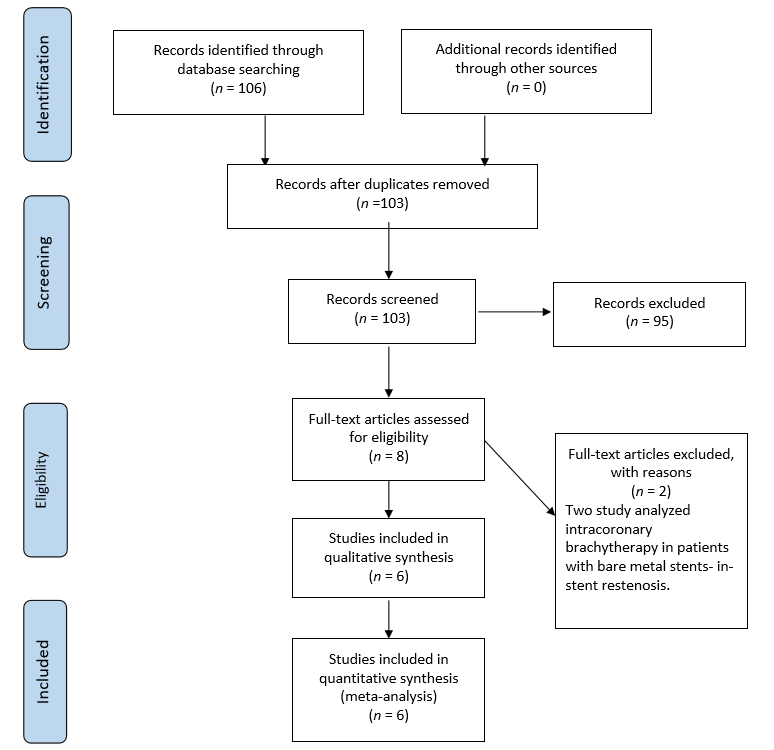 Identification
Records identified through
database searching
(n = 106)
Additional records identified
through other sources
(n = 0)
Records after duplicates removed
(n =103)
Screening
Records screened
(n = 103)
Records excluded
(n = 95)
Eligibility
Full-text articles assessed
for eligibility
(n = 8)
Full-text articles excluded,
with reasons
(n = 2)
Two study analyzed
intracoronary
brachytherapy in patients
with bare metal stents- in-
stent restenosis.
Studies included in
qualitative synthesis
(n = 6)
Included
Studies included in
quantitative synthesis
(meta-analysis)
(n = 6)